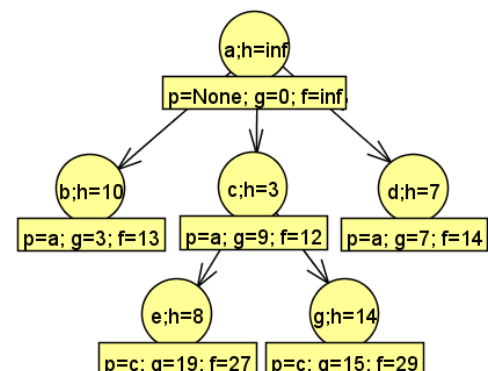 a;h=inf
p=None; g=0; f=inf
b;h=10
c;h=3
d;h=7
p=a; g=3; f=13
p=a; g=9; f=12
p=a; g=7; f=14
e;h=8
g;h=14
p=c; g=19; f=27
p=c; g=15; f=29